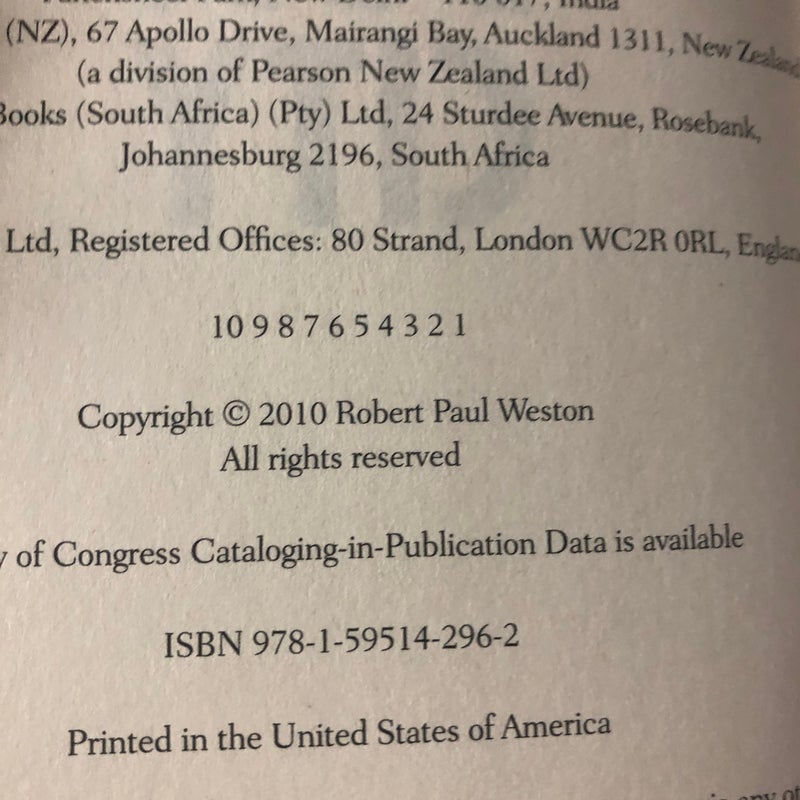 India
(NZ), 67 Apollo Drive, Mairangi Bay, Auckland 1311, New Zealand
(a division of Pearson New Zealand Ltd)
Books (South Africa) (Pty) Ltd, 24 Sturdee Avenue, Rosebank,
Johannesburg 2196, South Africa
Ltd, Registered Offices: 80 Strand, London WC2R 0RL, Englan
10 9 8 7 6 5 4 3 2 1
Copyright © 2010 Robert Paul Weston
All rights reserved
y of Congress Cataloging-in-Publication Data is available
ISBN 978-1-59514-296-2
Printed in the United States of America